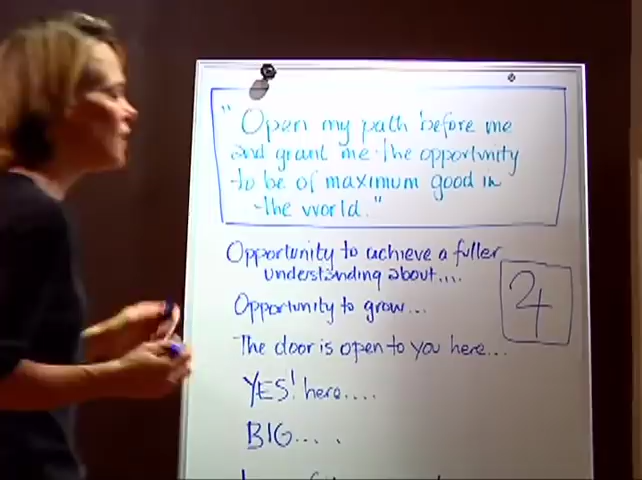 "Open my path before me
and grant me the opportunity
to be of maximum good in
the world."
Opportunity to achieve a fuller
understanding about....
Opportunity to grow...
The door is open to you here...
YES! here....
BIG....